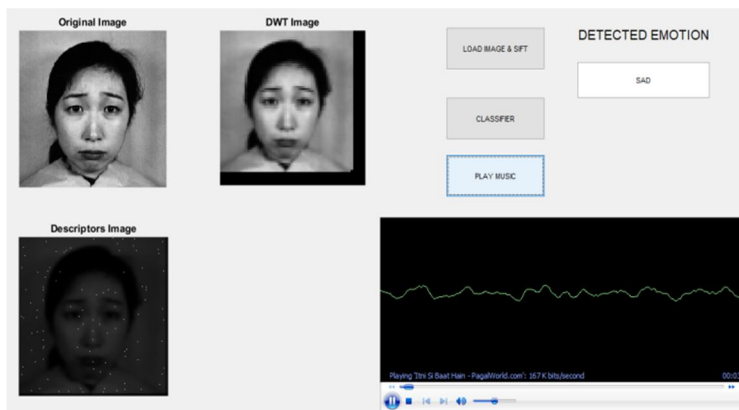 Original Image
DWT Image
LOAD IMAGE & SIFT
DETECTED EMOTION
SAD
CLASSIFIER
PLAY MUSIC
Descriptors Image
Playing 'Itni Si Baat Hain - PagalWorld.com': 167 K bits/second